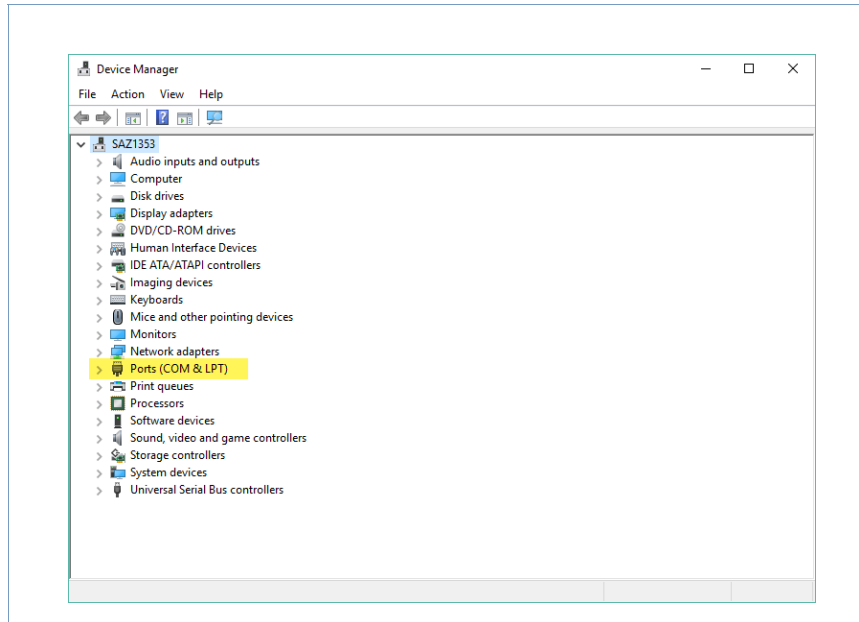 Device Manager
File Action View Help
SAZ1353
Audio inputs and outputs
Computer
Disk drives
Display adapters
DVD/CD-ROM drives
Human Interface Devices
IDE ATA/ATAPI controllers
Imaging devices
Keyboards
Mice and other pointing devices
Monitors
Network adapters
Ports (COM & LPT)
Print queues
Processors
Software devices
Sound, video and game controllers
Storage controllers
System devices
Universal Serial Bus controllers